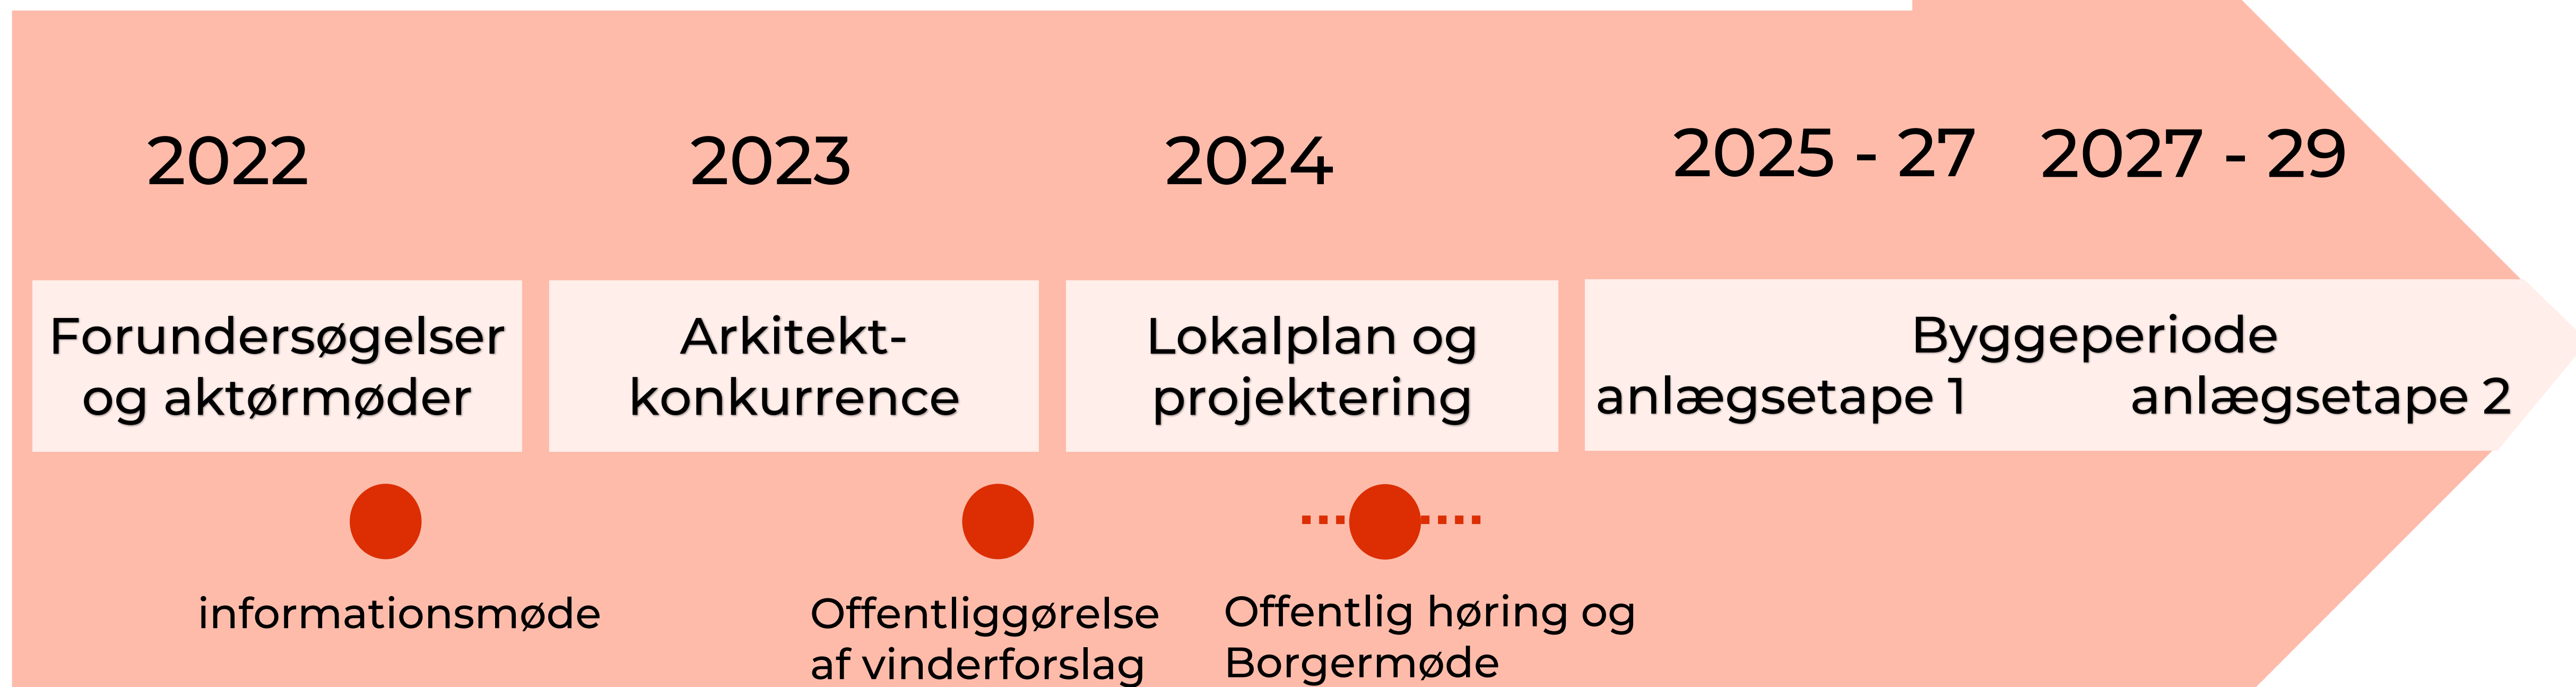 2022
2023
2024
2025 - 27
2027 - 29
Forundersøgelser
og aktørmøder
Arkitekt-
konkurrence
Lokalplan og
projektering
Byggeperiode
anlægsetape 1
anlægsetape 2
informationsmøde
Offentliggørelse
af vinderforslag
Offentlig høring og
Borgermøde